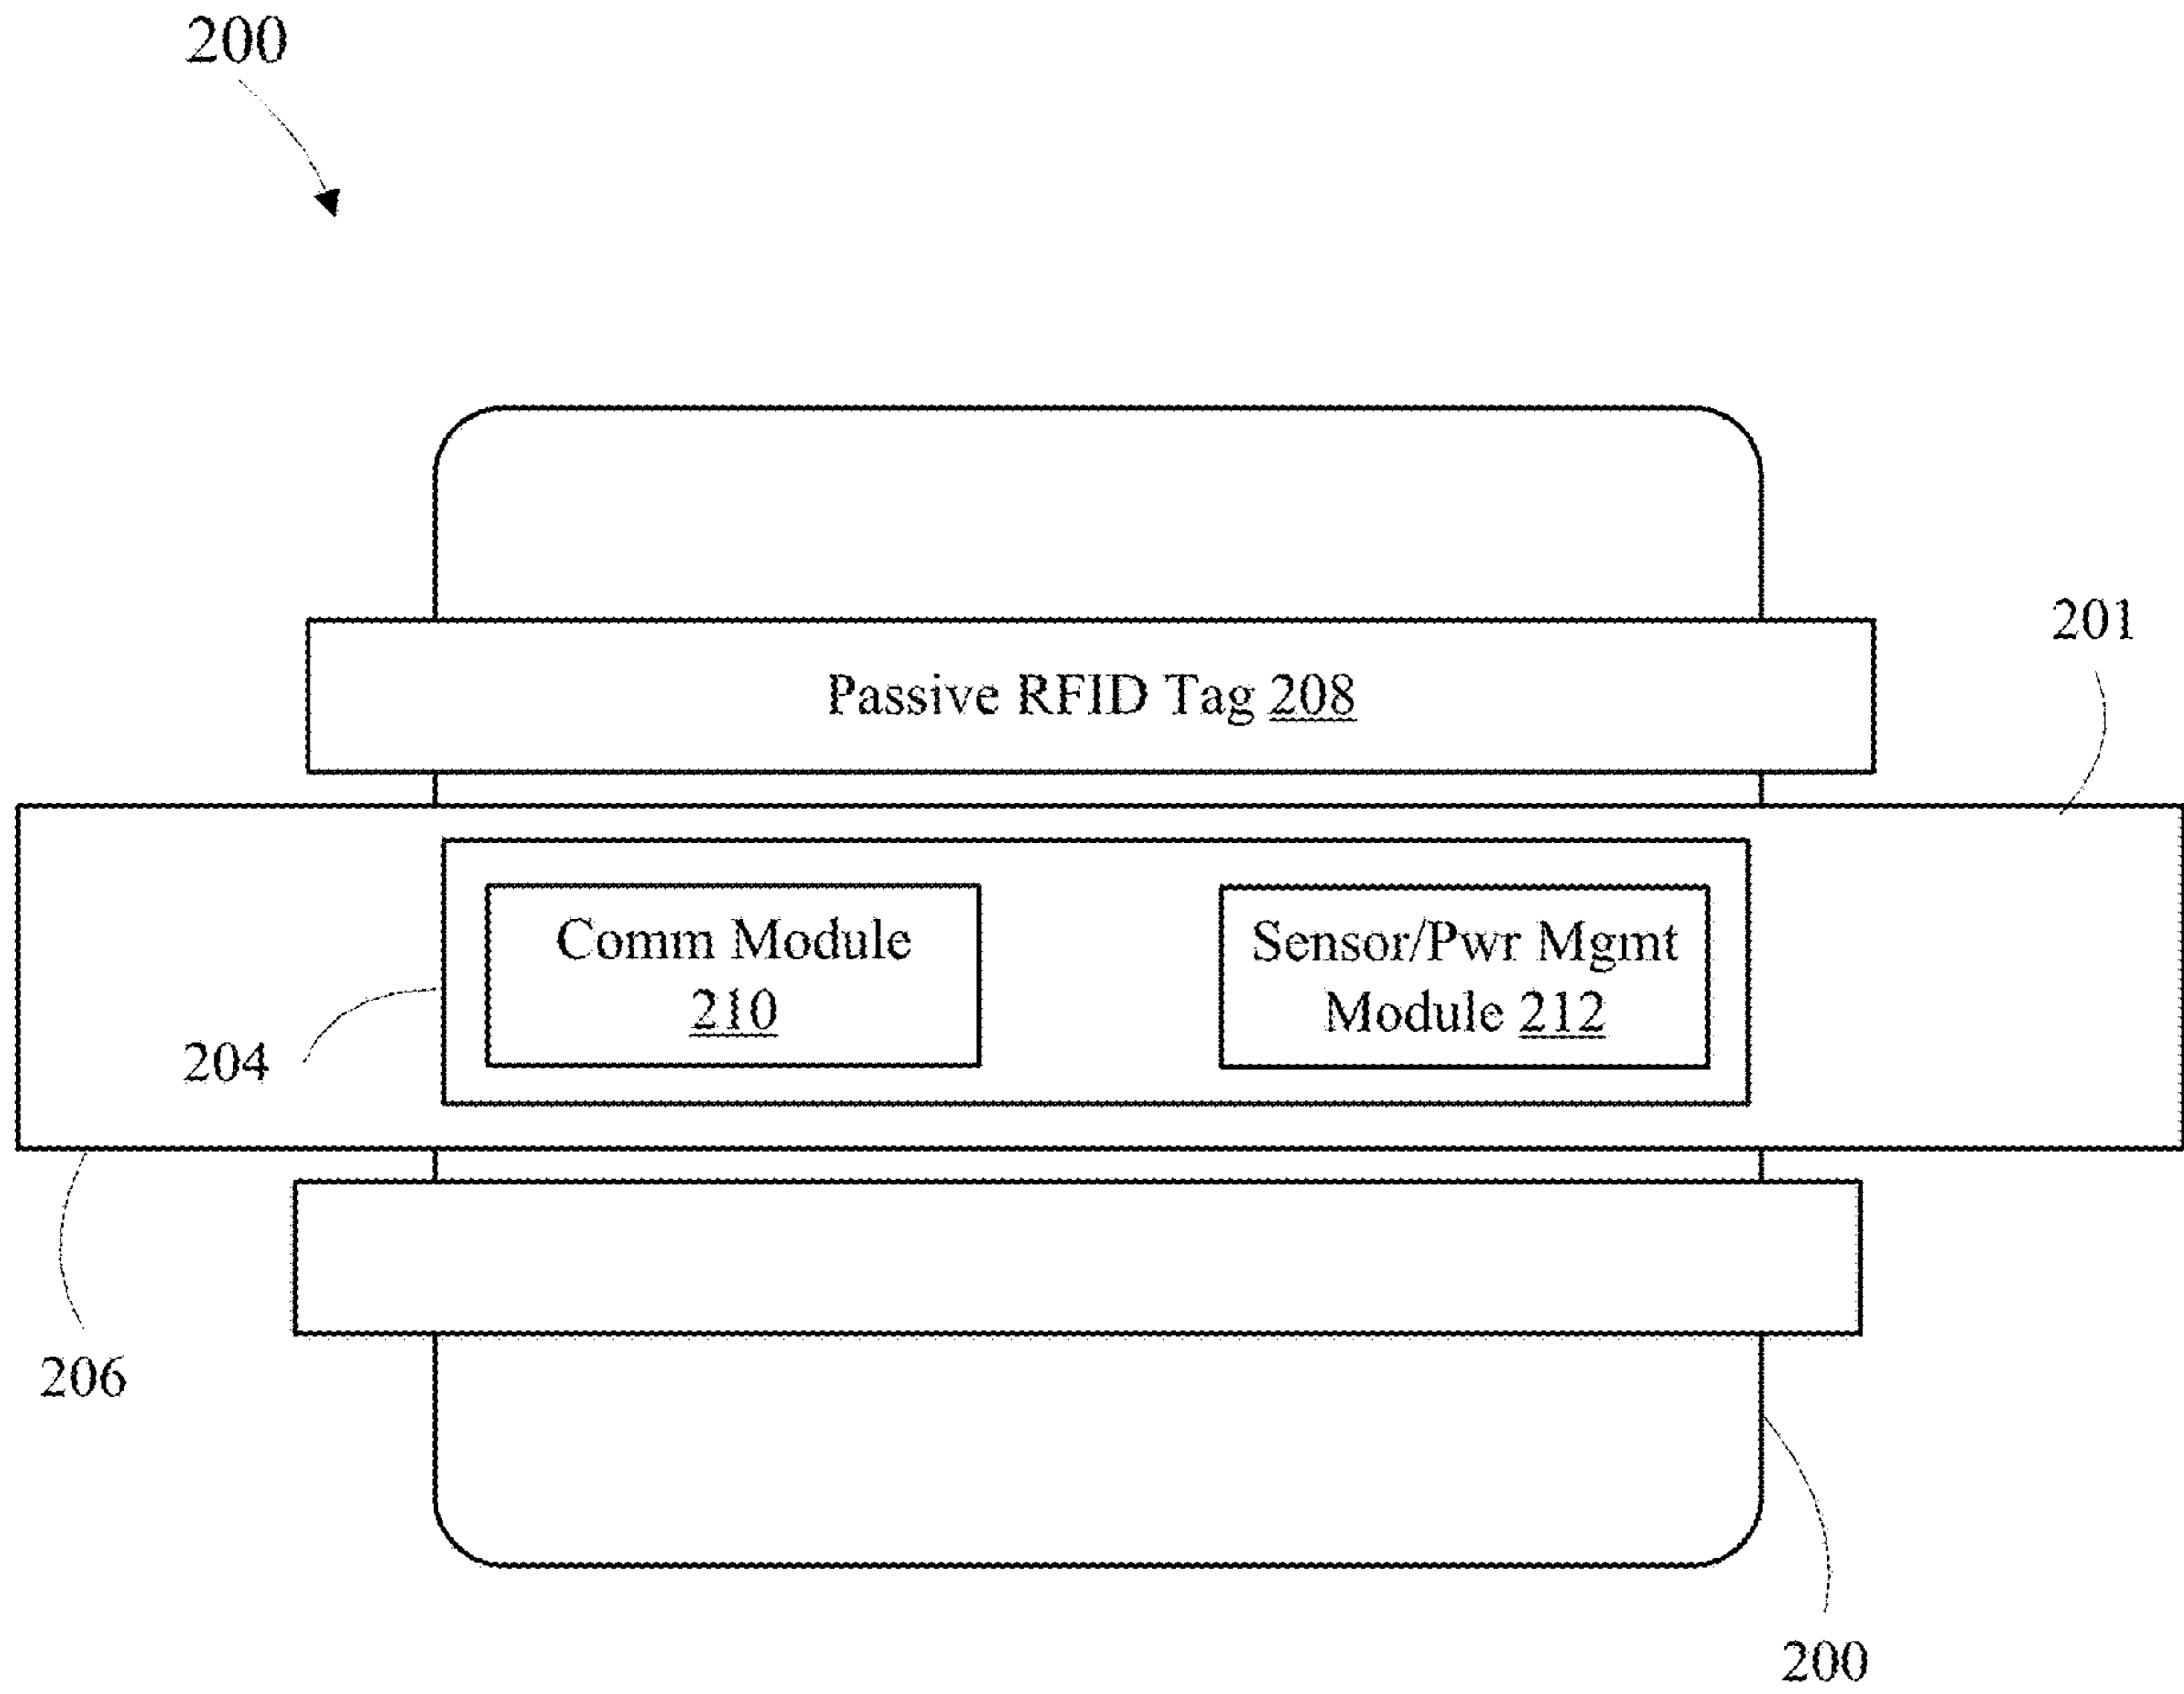 200
201
Passive RFID Tag 208
Comm Module
210
Sensor/Pwr Mgmt
Module 212
204
206
200